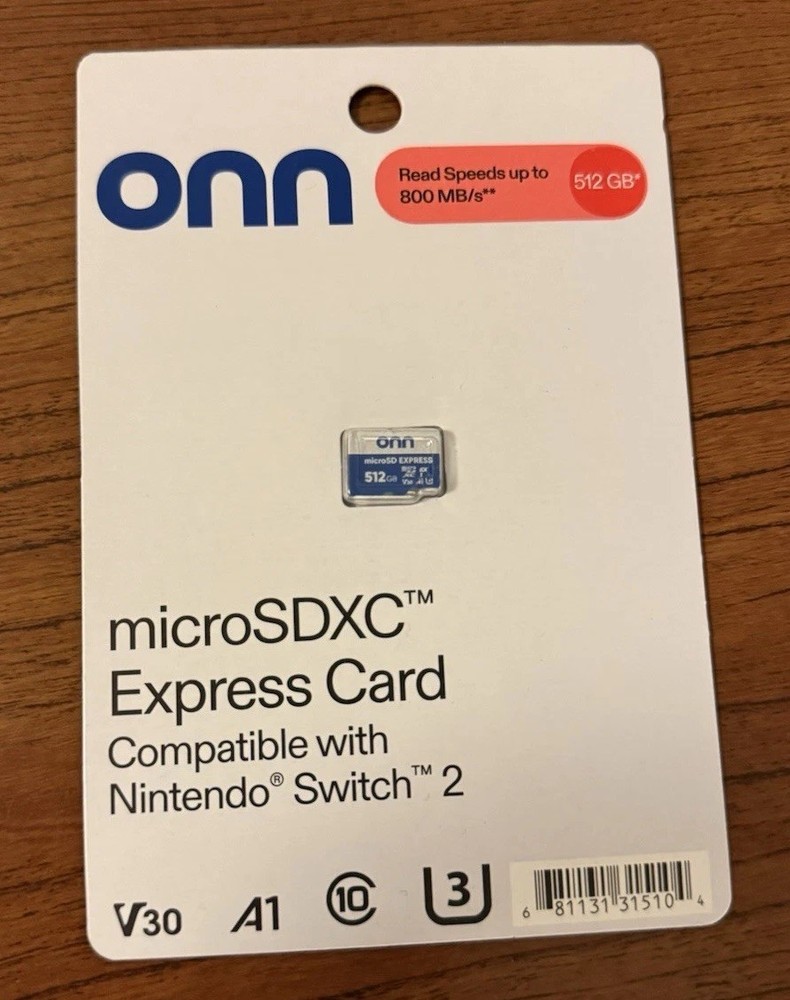 onn
Read Speeds up to
800 MB/s**
512 GB*
onn
microSD EXPRESS
512GB
microSDXC™
Express Card
Compatible with
Nintendo® Switch™ 2
V30 A1 10 3
6 81131 31510 4